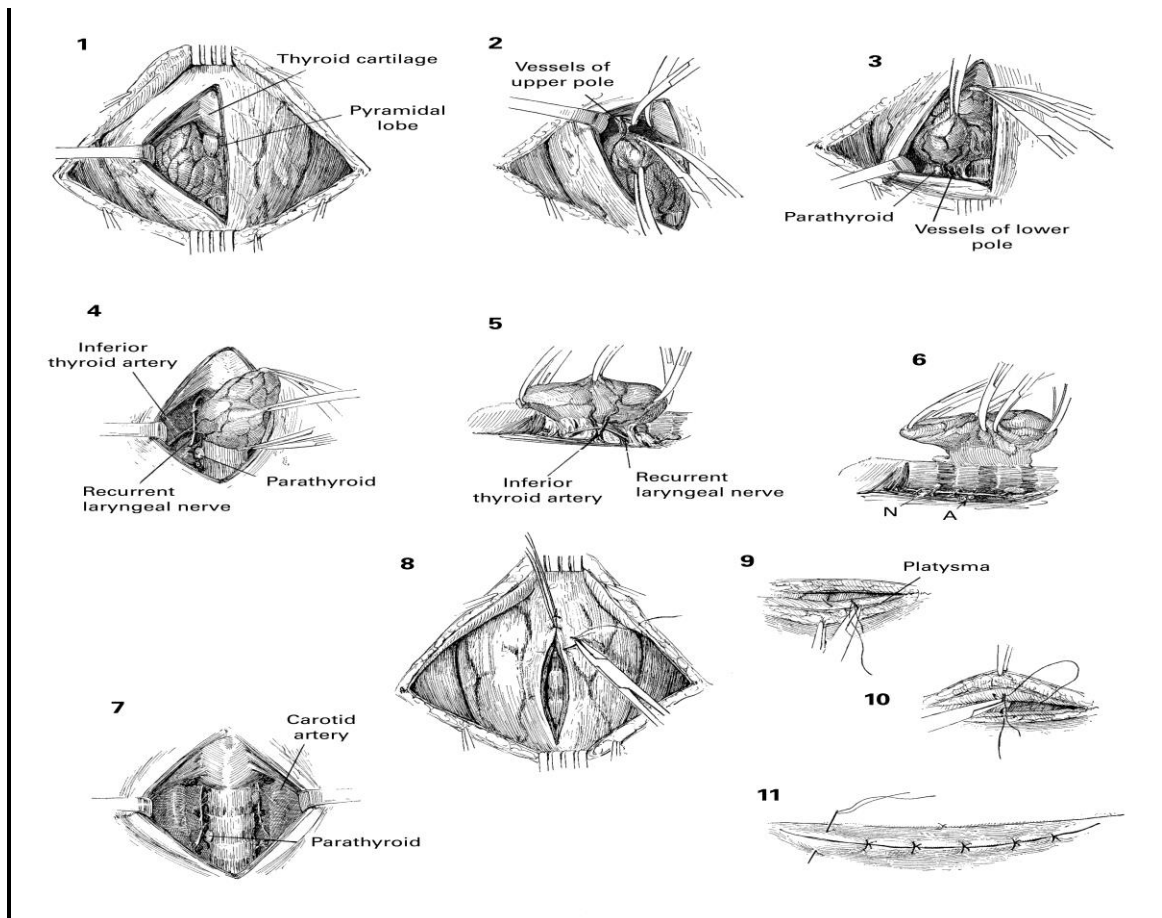 1
Thyroid cartilage
Pyramidal
lobe
2
Vessels of
upper pole
3
Parathyroid
Vessels of lower
pole
4
Inferior
thyroid artery
Recurrent
laryngeal nerve
Parathyroid
5
Inferior
thyroid artery
Recurrent
laryngeal nerve
6
N
A
7
Carotid
artery
Parathyroid
8
9
Platysma
10
11